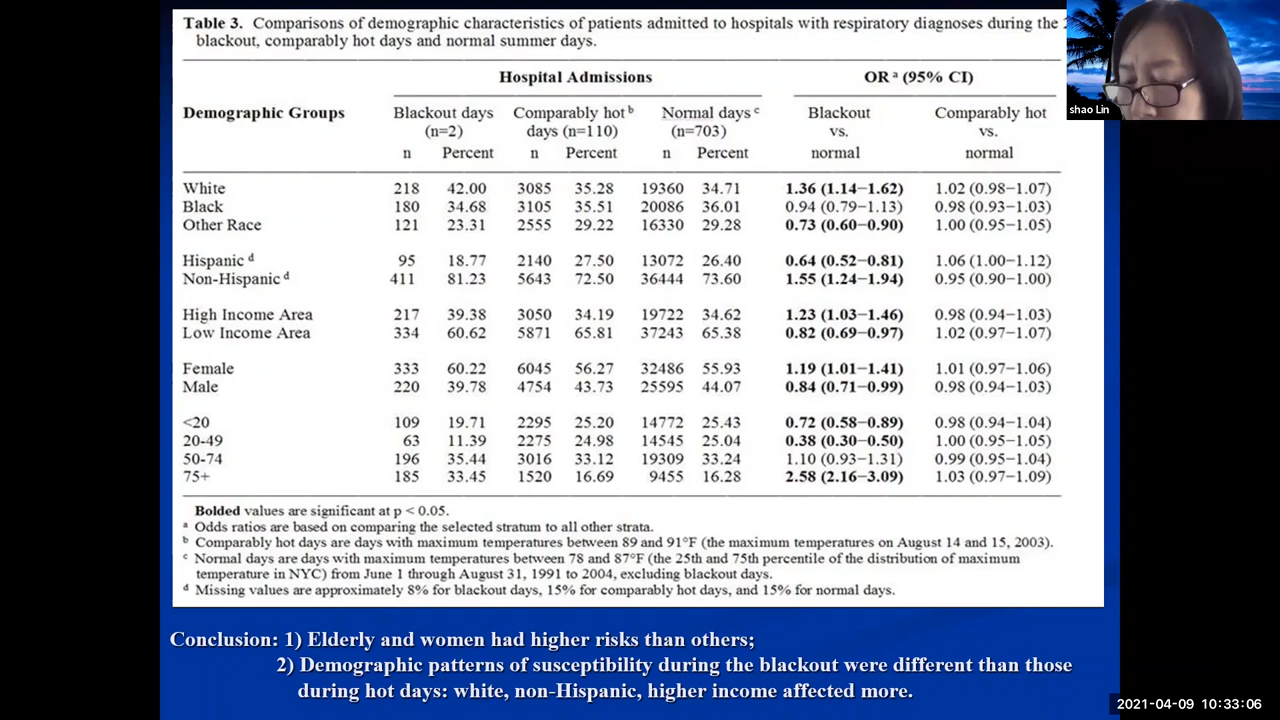 Table 3. Comparisons of demographic characteristics of patients admitted to hospitals with respiratory diagnoses during the
blackout, comparably hot days and normal summer days.
Hospital Admissions OR a (95% CI)
Demographic Groups Blackout days Comparably hot b Normal days c Blackout Comparably hot
(n=2) days (n=110) (n=703) vs. vs.
n Percent n Percent n Percent normal normal
White 218 42.00 3085 35.28 19360 34.71 1.36 (1.14−1.62) 1.02 (0.98−1.07)
Black 180 34.68 3105 35.51 20086 36.01 0.94 (0.79−1.13) 0.98 (0.93−1.03)
Other Race 121 23.31 2555 29.22 16330 29.28 0.73 (0.60−0.90) 1.00 (0.95−1.05)
Hispanic d 95 18.77 2140 27.50 13072 26.40 0.64 (0.52−0.81) 1.06 (1.00−1.12)
Non-Hispanic d 411 81.23 5643 72.50 36444 73.60 1.55 (1.24−1.94) 0.95 (0.90−1.00)
High Income Area 217 39.38 3050 34.19 19722 34.62 1.23 (1.03−1.46) 0.98 (0.94−1.03)
Low Income Area 334 60.62 5871 65.81 37243 65.38 0.82 (0.69−0.97) 1.02 (0.97−1.07)
Female 333 60.22 6045 56.27 32486 55.93 1.19 (1.01−1.41) 1.01 (0.97−1.06)
Male 220 39.78 4754 43.73 25595 44.07 0.84 (0.71−0.99) 0.98 (0.94−1.03)
<20 109 19.71 2295 25.20 14772 25.43 0.72 (0.58−0.89) 0.98 (0.94−1.04)
20-49 63 11.39 2275 24.98 14545 25.04 0.38 (0.30−0.50) 1.00 (0.95−1.05)
50-74 196 35.44 3016 33.12 19309 33.24 1.10 (0.93−1.31) 0.99 (0.95−1.04)
75+ 185 33.45 1520 16.69 9455 16.28 2.58 (2.16−3.09) 1.03 (0.97−1.09)
Bolded values are significant at p < 0.05.
a Odds ratios are based on comparing the selected stratum to all other strata.
b Comparably hot days are days with maximum temperatures between 89 and 91°F (the maximum temperatures on August 14 and 15, 2003).
c Normal days are days with maximum temperatures between 78 and 87°F (the 25th and 75th percentile of the distribution of maximum
temperature in NYC) from June 1 through August 31, 1991 to 2004, excluding blackout days.
d Missing values are approximately 8% for blackout days, 15% for comparably hot days, and 15% for normal days.
Conclusion: 1) Elderly and women had higher risks than others;
2) Demographic patterns of susceptibility during the blackout were different than those
during hot days: white, non-Hispanic, higher income affected more.
shao Lin
2021-04-09 10:33:06